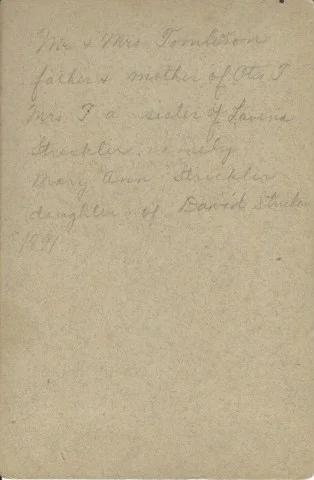 Mr & Mrs Tomlinson
father & mother of Otis T
Mrs T a sister of Lavina
Strickler namely
Mary Ann Strickler
daughter of David Strickler
1891